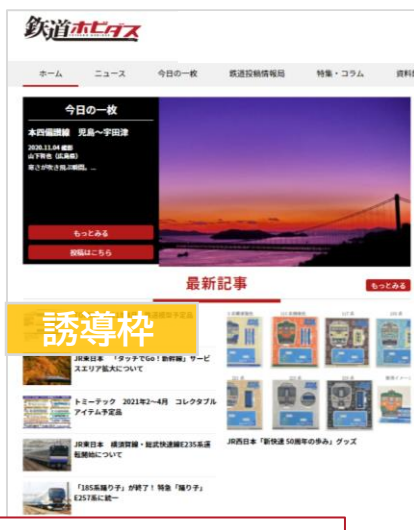 鉄道ホビダス
ホーム ニュース 今日の一枚 鉄道投稿情報局 特集・コラム
今日の一枚
本四備讃線 児島～宇田津
2020.11.04 撮影
山下智也（広島県）
寒さが吹き飛ぶ瞬間。…
もっとみる
投稿はこちら
最新記事
もっとみる
誘導枠
JR東日本 「タッチでGo！新幹線」サービ
スエリア拡大について
トミーテック 2021年2～4月 コレクタブル
アイテム予定品
JR東日本 横須賀線・総武快速線E235系運
転開始について
「185系踊り子」が終了！特急「踊り子」
E257系に統一
JR西日本「新快速 50周年の歩み」グッズ